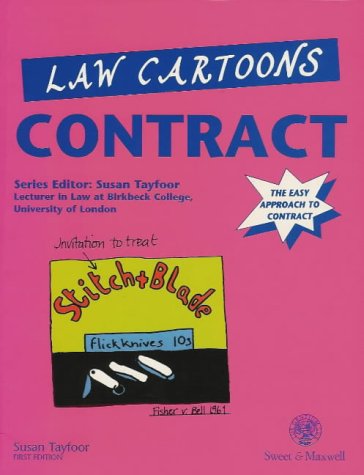 LAW CARTOONS
CONTRACT
Series Editor: Susan Tayfoor
Lecturer in Law at Birkbeck College,
University of London
THE EASY
APPROACH TO
CONTRACT
Invitation to treat
Stitch+Blade
flickknives 10s
Fisher v. Bell 1961
Susan Tayfoor
FIRST EDITION
Sweet & Maxwell